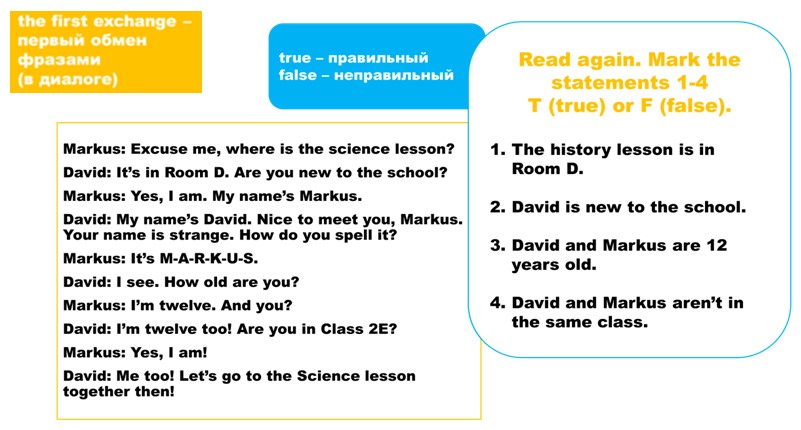 the first exchange –
первый обмен
фразами
(в диалоге)
true – правильный
false – неправильный
Markus: Excuse me, where is the science lesson?
David: It’s in Room D. Are you new to the school?
Markus: Yes, I am. My name’s Markus.
David: My name’s David. Nice to meet you, Markus.
Your name is strange. How do you spell it?
Markus: It’s M-A-R-K-U-S.
David: I see. How old are you?
Markus: I’m twelve. And you?
David: I’m twelve too! Are you in Class 2E?
Markus: Yes, I am!
David: Me too! Let’s go to the Science lesson
together then!
Read again. Mark the
statements 1-4
T (true) or F (false).
1. The history lesson is in
Room D.
2. David is new to the school.
3. David and Markus are 12
years old.
4. David and Markus aren’t in
the same class.